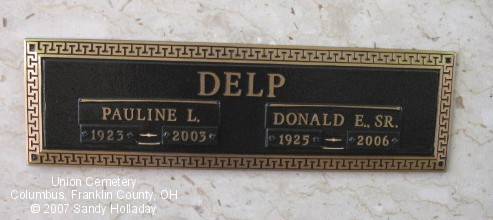 DELP
PAULINE L.
1923 2003
DONALD E., SR.
1925 2006
Union Cemetery
Columbus, Franklin County, OH
© 2007 Sandy Holladay